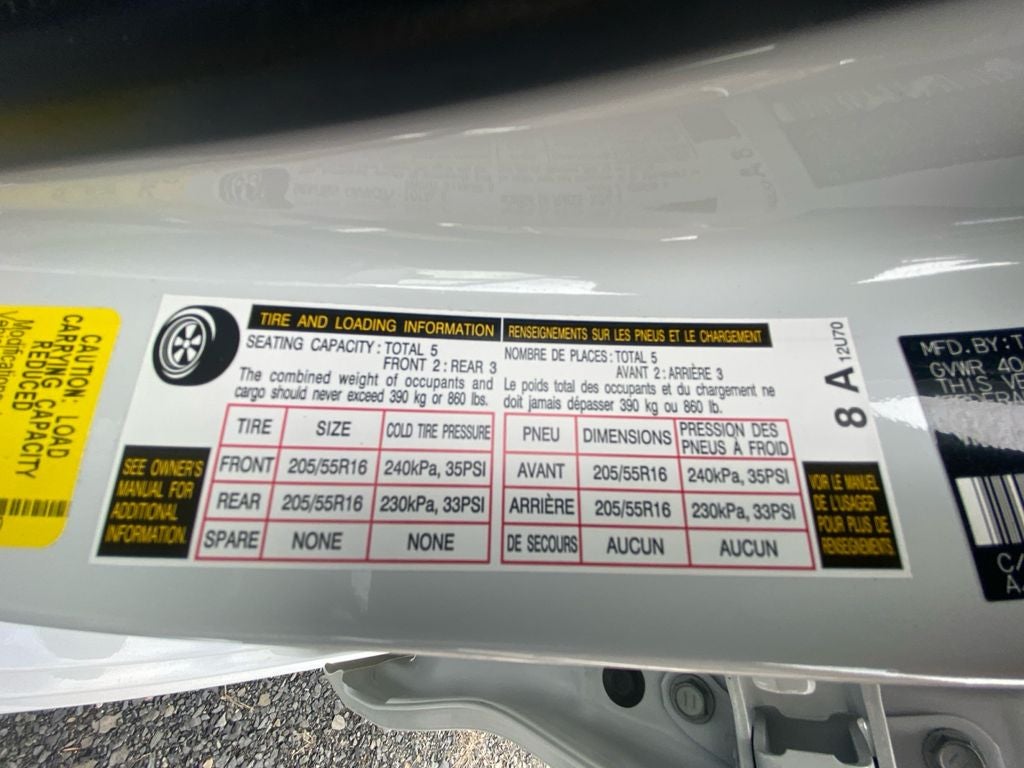 TIRE AND LOADING INFORMATION
SEATING CAPACITY : TOTAL 5
FRONT 2 : REAR 3
The combined weight of occupants and
cargo should never exceed 390 kg or 860 lbs.
RENSEIGNEMENTS SUR LES PNEUS ET LE CHARGEMENT
NOMBRE DE PLACES : TOTAL 5
AVANT 2 : ARRIÈRE 3
Le poids total des occupants et du chargement ne
doit jamais dépasser 390 kg ou 860 lb.
TIRE SIZE COLD TIRE PRESSURE
FRONT 205/55R16 240kPa, 35PSI
REAR 205/55R16 230kPa, 33PSI
SPARE NONE NONE
PNEU DIMENSIONS PRESSION DES
PNEUS À FROID
AVANT 205/55R16 240kPa, 35PSI
ARRIÈRE 205/55R16 230kPa, 33PSI
DE SECOURS AUCUN AUCUN
SEE OWNER'S
MANUAL FOR
ADDITIONAL
INFORMATION.
VOIR LE MANUEL
DE L'USAGER
POUR PLUS DE
RENSEIGNEMENTS
8 A 12U70
CAUTION, LOAD
CARRYING CAPACITY
REDUCED
Modifications
MFD. BY: T
GVWR 40
THIS VE
FEDERA
C/
A